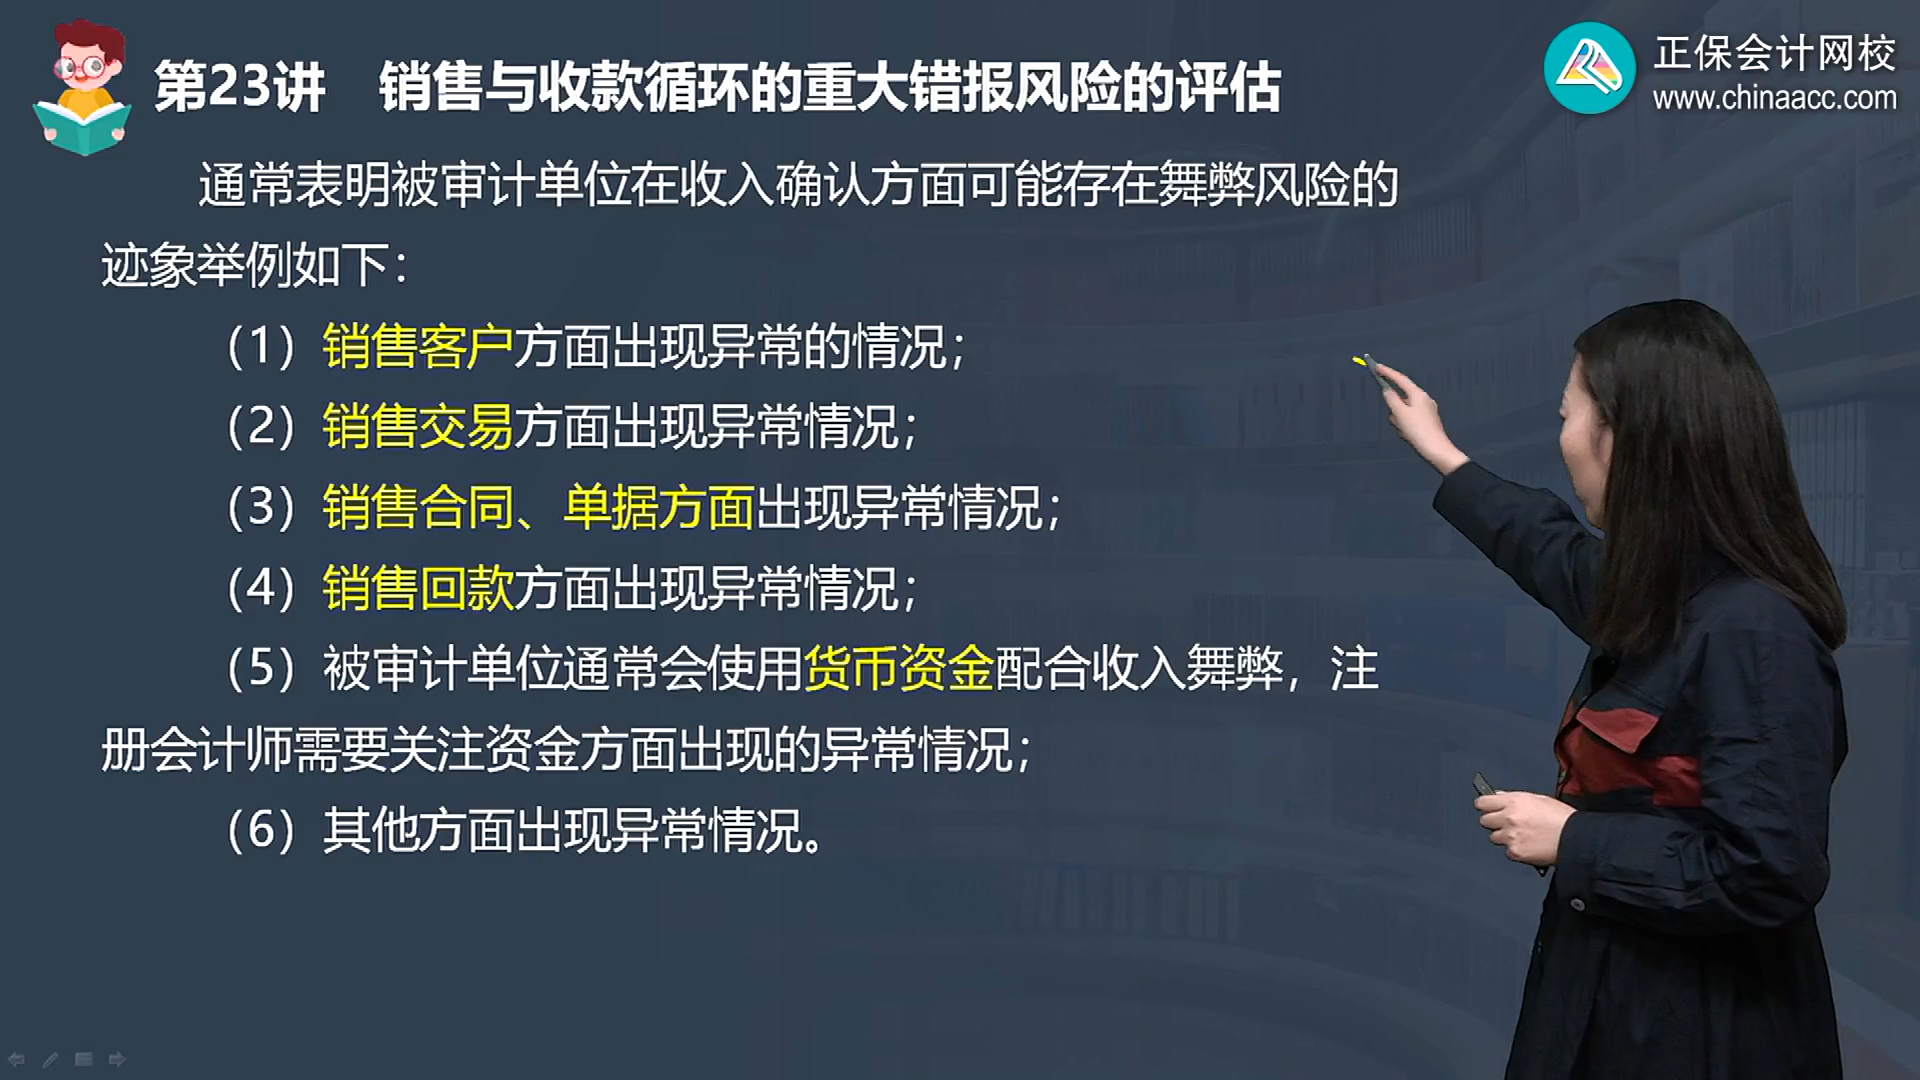 第23讲 销售与收款循环的重大错报风险的评估
正保会计网校
www.chinaacc.com
通常表明被审计单位在收入确认方面可能存在舞弊风险的
迹象举例如下：
（1）销售客户方面出现异常的情况；
（2）销售交易方面出现异常情况；
（3）销售合同、单据方面出现异常情况；
（4）销售回款方面出现异常情况；
（5）被审计单位通常会使用货币资金配合收入舞弊，注
册会计师需要关注资金方面出现的异常情况；
（6）其他方面出现异常情况。